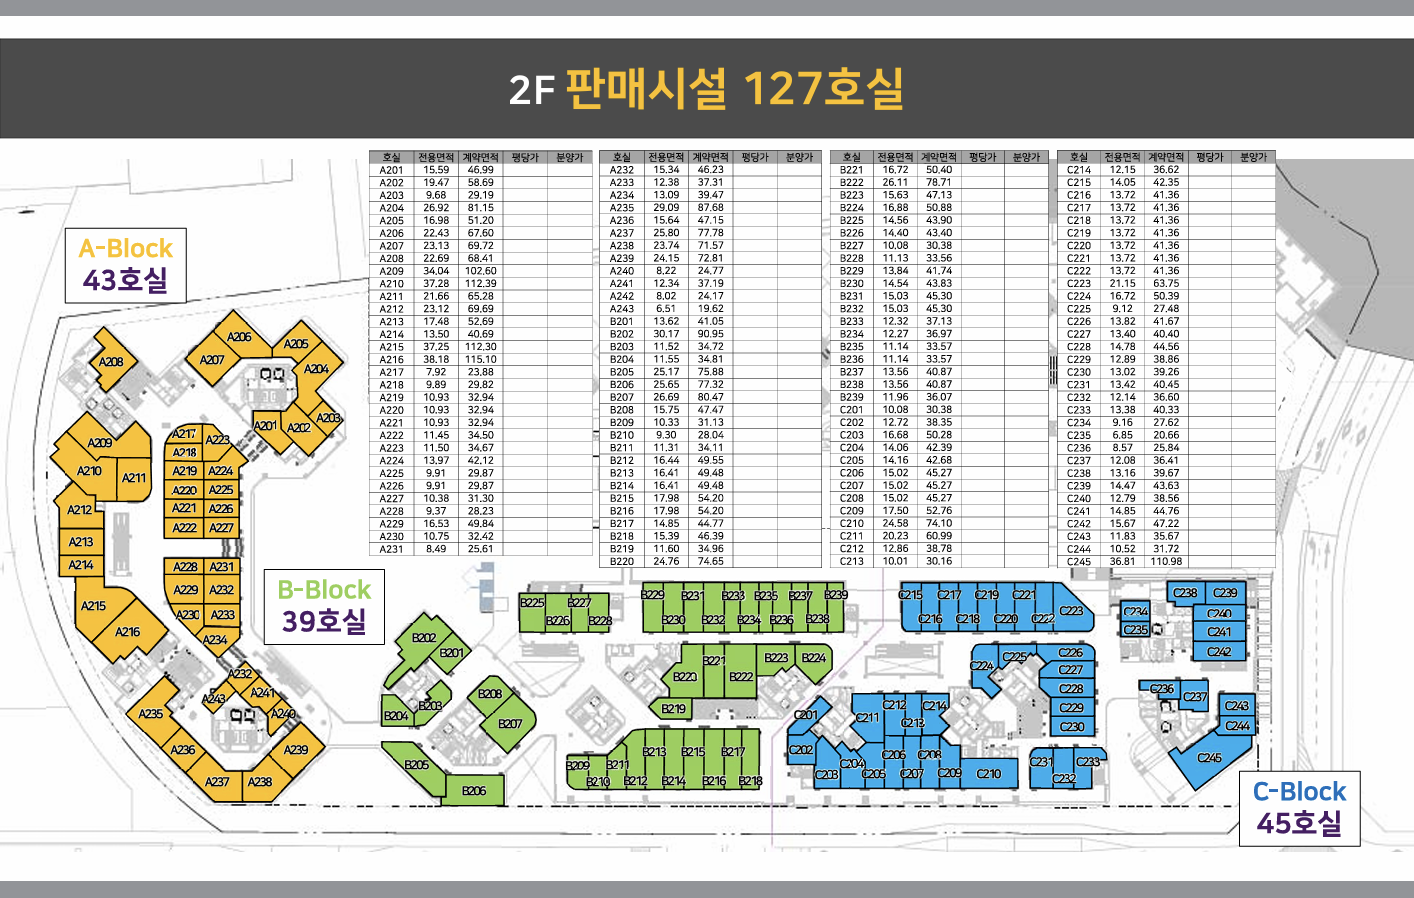 2F 판매시설 127호실
A-Block
43호실
B-Block
39호실
C-Block
45호실
호실 전용면적 계약면적 평당가 분양가
A201 15.59 46.99
A202 19.47 58.69
A203 9.68 29.19
A204 26.92 81.15
A205 16.98 51.20
A206 22.43 67.60
A207 23.13 69.72
A208 22.69 68.41
A209 34.04 102.60
A210 37.28 112.39
A211 21.66 65.28
A212 23.12 69.69
A213 17.48 52.69
A214 13.50 40.69
A215 37.25 112.30
A216 38.18 115.10
A217 7.92 23.88
A218 9.89 29.82
A219 10.93 32.94
A220 10.93 32.94
A221 10.93 32.94
A222 11.45 34.50
A223 11.50 34.67
A224 13.97 42.12
A225 9.91 29.87
A226 9.91 29.87
A227 10.38 31.30
A228 9.37 28.23
A229 16.53 49.84
A230 10.75 32.42
A231 8.49 25.61
호실 전용면적 계약면적 평당가 분양가
A232 15.34 46.23
A233 12.38 37.31
A234 13.09 39.47
A235 29.09 87.68
A236 15.64 47.15
A237 25.80 77.78
A238 23.74 71.57
A239 24.15 72.81
A240 8.22 24.77
A241 12.34 37.19
A242 8.02 24.17
A243 6.51 19.62
B201 13.62 41.05
B202 30.17 90.95
B203 11.52 34.72
B204 11.55 34.81
B205 25.17 75.88
B206 25.65 77.32
B207 26.69 80.47
B208 15.75 47.47
B209 10.33 31.13
B210 9.30 28.04
B211 11.31 34.11
B212 16.44 49.55
B213 16.41 49.48
B214 16.41 49.48
B215 17.98 54.20
B216 17.98 54.20
B217 14.85 44.77
B218 15.39 46.39
B219 11.60 34.96
B220 24.76 74.65
호실 전용면적 계약면적 평당가 분양가
B221 16.72 50.40
B222 26.11 78.71
B223 15.63 47.13
B224 16.88 50.88
B225 14.56 43.90
B226 14.40 43.40
B227 10.08 30.38
B228 11.13 33.56
B229 13.84 41.74
B230 14.54 43.83
B231 15.03 45.30
B232 15.03 45.30
B233 12.32 37.13
B234 12.27 36.97
B235 11.14 33.57
B236 11.14 33.57
B237 13.56 40.87
B238 13.56 40.87
B239 11.96 36.07
C201 10.08 30.38
C202 12.72 38.35
C203 16.68 50.28
C204 14.06 42.39
C205 14.16 42.68
C206 15.02 45.27
C207 15.02 45.27
C208 15.02 45.27
C209 17.50 52.76
C210 24.58 74.10
C211 20.23 60.99
C212 12.86 38.78
C213 10.01 30.16
호실 전용면적 계약면적 평당가 분양가
C214 12.15 36.62
C215 14.05 42.35
C216 13.72 41.36
C217 13.72 41.36
C218 13.72 41.36
C219 13.72 41.36
C220 13.72 41.36
C221 13.72 41.36
C222 13.72 41.36
C223 21.15 63.75
C224 16.72 50.39
C225 9.12 27.48
C226 13.82 41.67
C227 13.40 40.40
C228 14.78 44.56
C229 12.89 38.86
C230 13.02 39.26
C231 13.42 40.45
C232 12.14 36.60
C233 13.38 40.33
C234 9.16 27.62
C235 6.85 20.66
C236 8.57 25.84
C237 12.08 36.41
C238 13.16 39.67
C239 14.47 43.63
C240 12.79 38.56
C241 14.85 44.76
C242 15.67 47.22
C243 11.83 35.67
C244 10.52 31.72
C245 36.81 110.98
A206
A205
A207
A208
A204
A203
A201
A202
A209
A217
A223
A218
A210
A211
A219
A224
A220
A225
A221
A226
A212
A222
A227
A213
A214
A228
A231
A229
A232
A215
A230
A233
A216
A234
A232
A241
A243
A240
A235
A236
A239
A237
A238
B225
B227
B226
B228
B202
B201
B208
B203
B204
B207
B205
B206
B229
B231
B233
B235
B237
B239
B230
B232
B234
B236
B238
B221
B223
B224
B220
B222
B219
B213
B215
B217
B209
B211
B210
B212
B214
B216
B218
C215
C217
C219
C221
C223
C216
C218
C220
C222
C224
C225
C226
C227
C228
C229
C230
C201
C211
C212
C214
C213
C202
C206
C208
C204
C203
C205
C207
C209
C210
C231
C233
C232
C234
C235
C238
C239
C240
C241
C242
C236
C237
C243
C244
C245